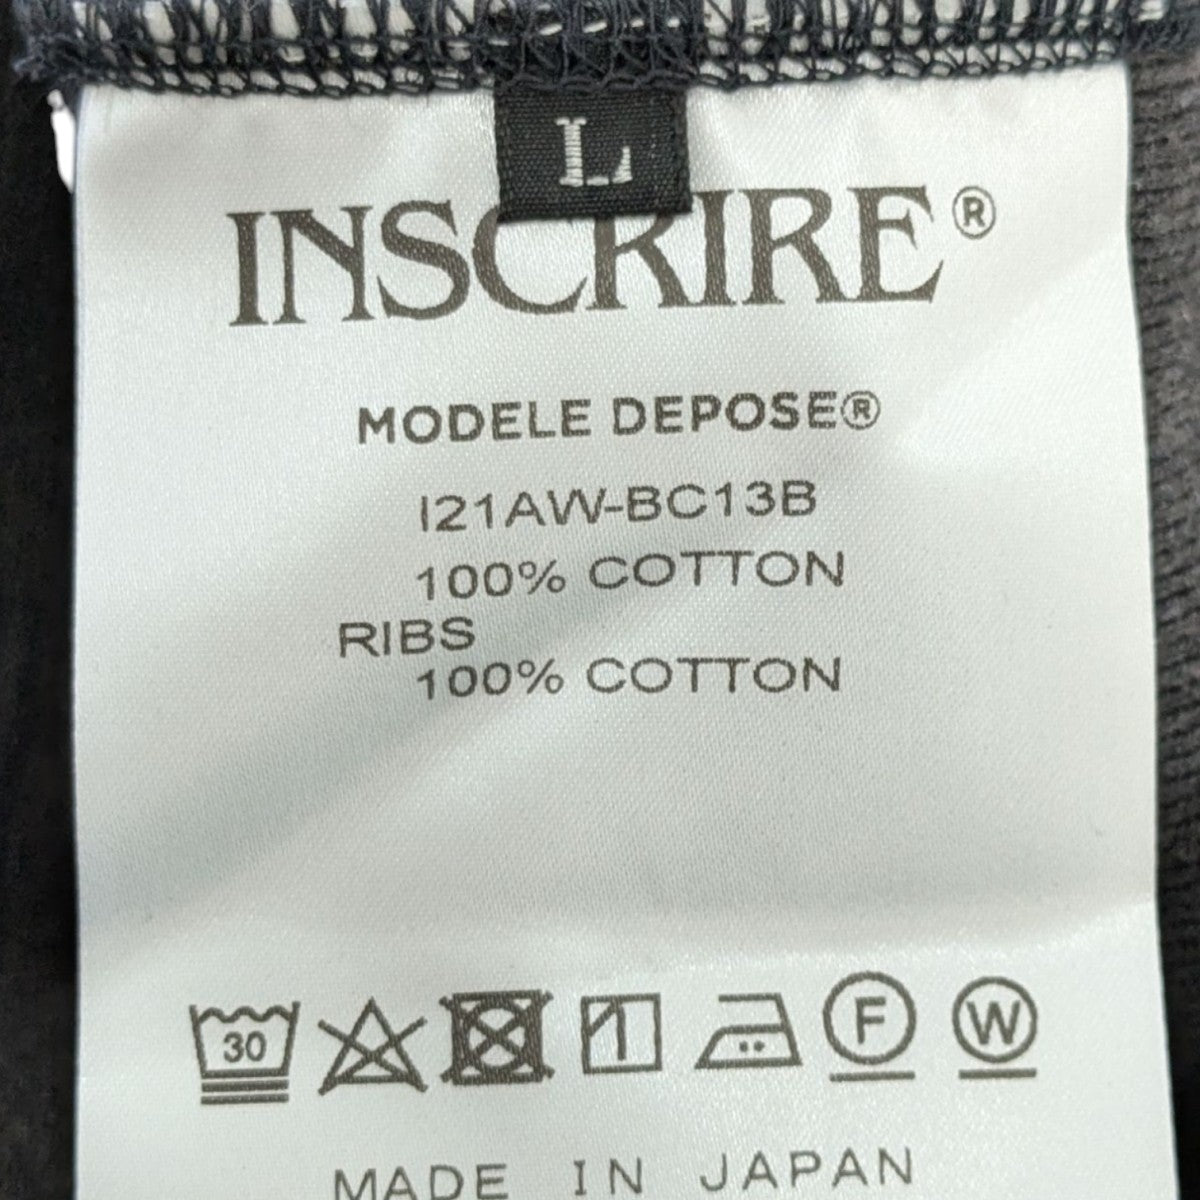 L
INSCRIRE®
MODELE DEPOSE®
I21AW-BC13B
100% COTTON
RIBS
100% COTTON
30 F W
MADE IN JAPAN